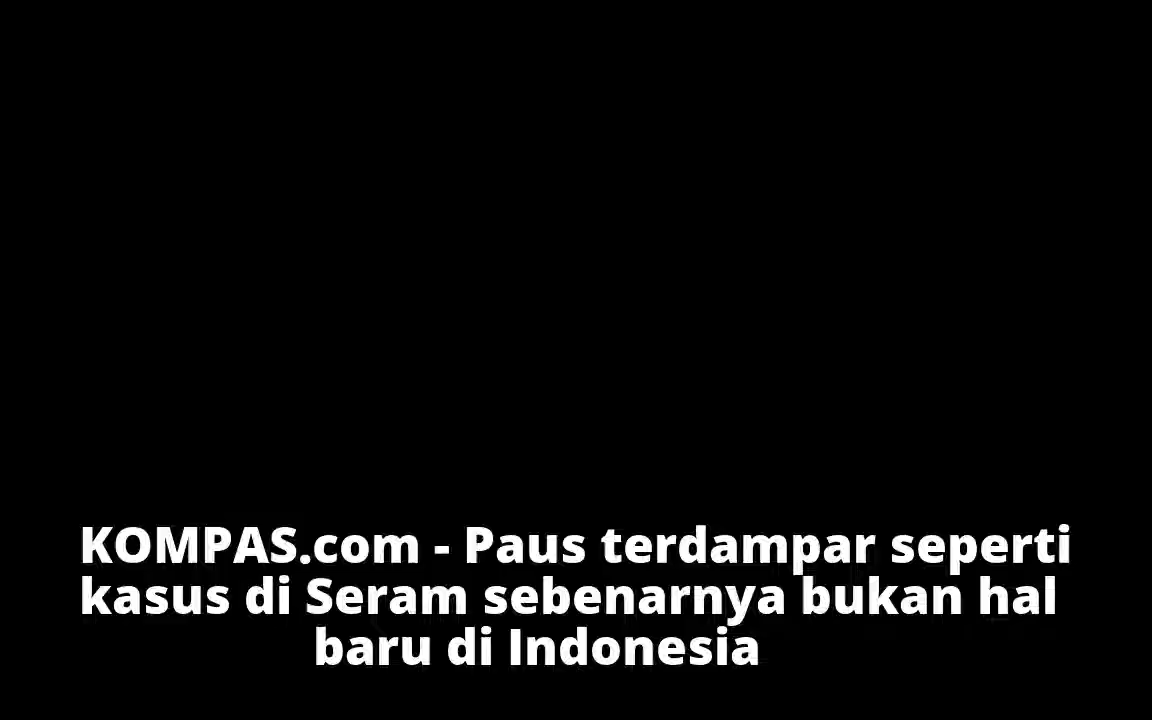 KOMPAS.com - Paus terdampar seperti
kasus di Seram sebenarnya bukan hal
baru di Indonesia